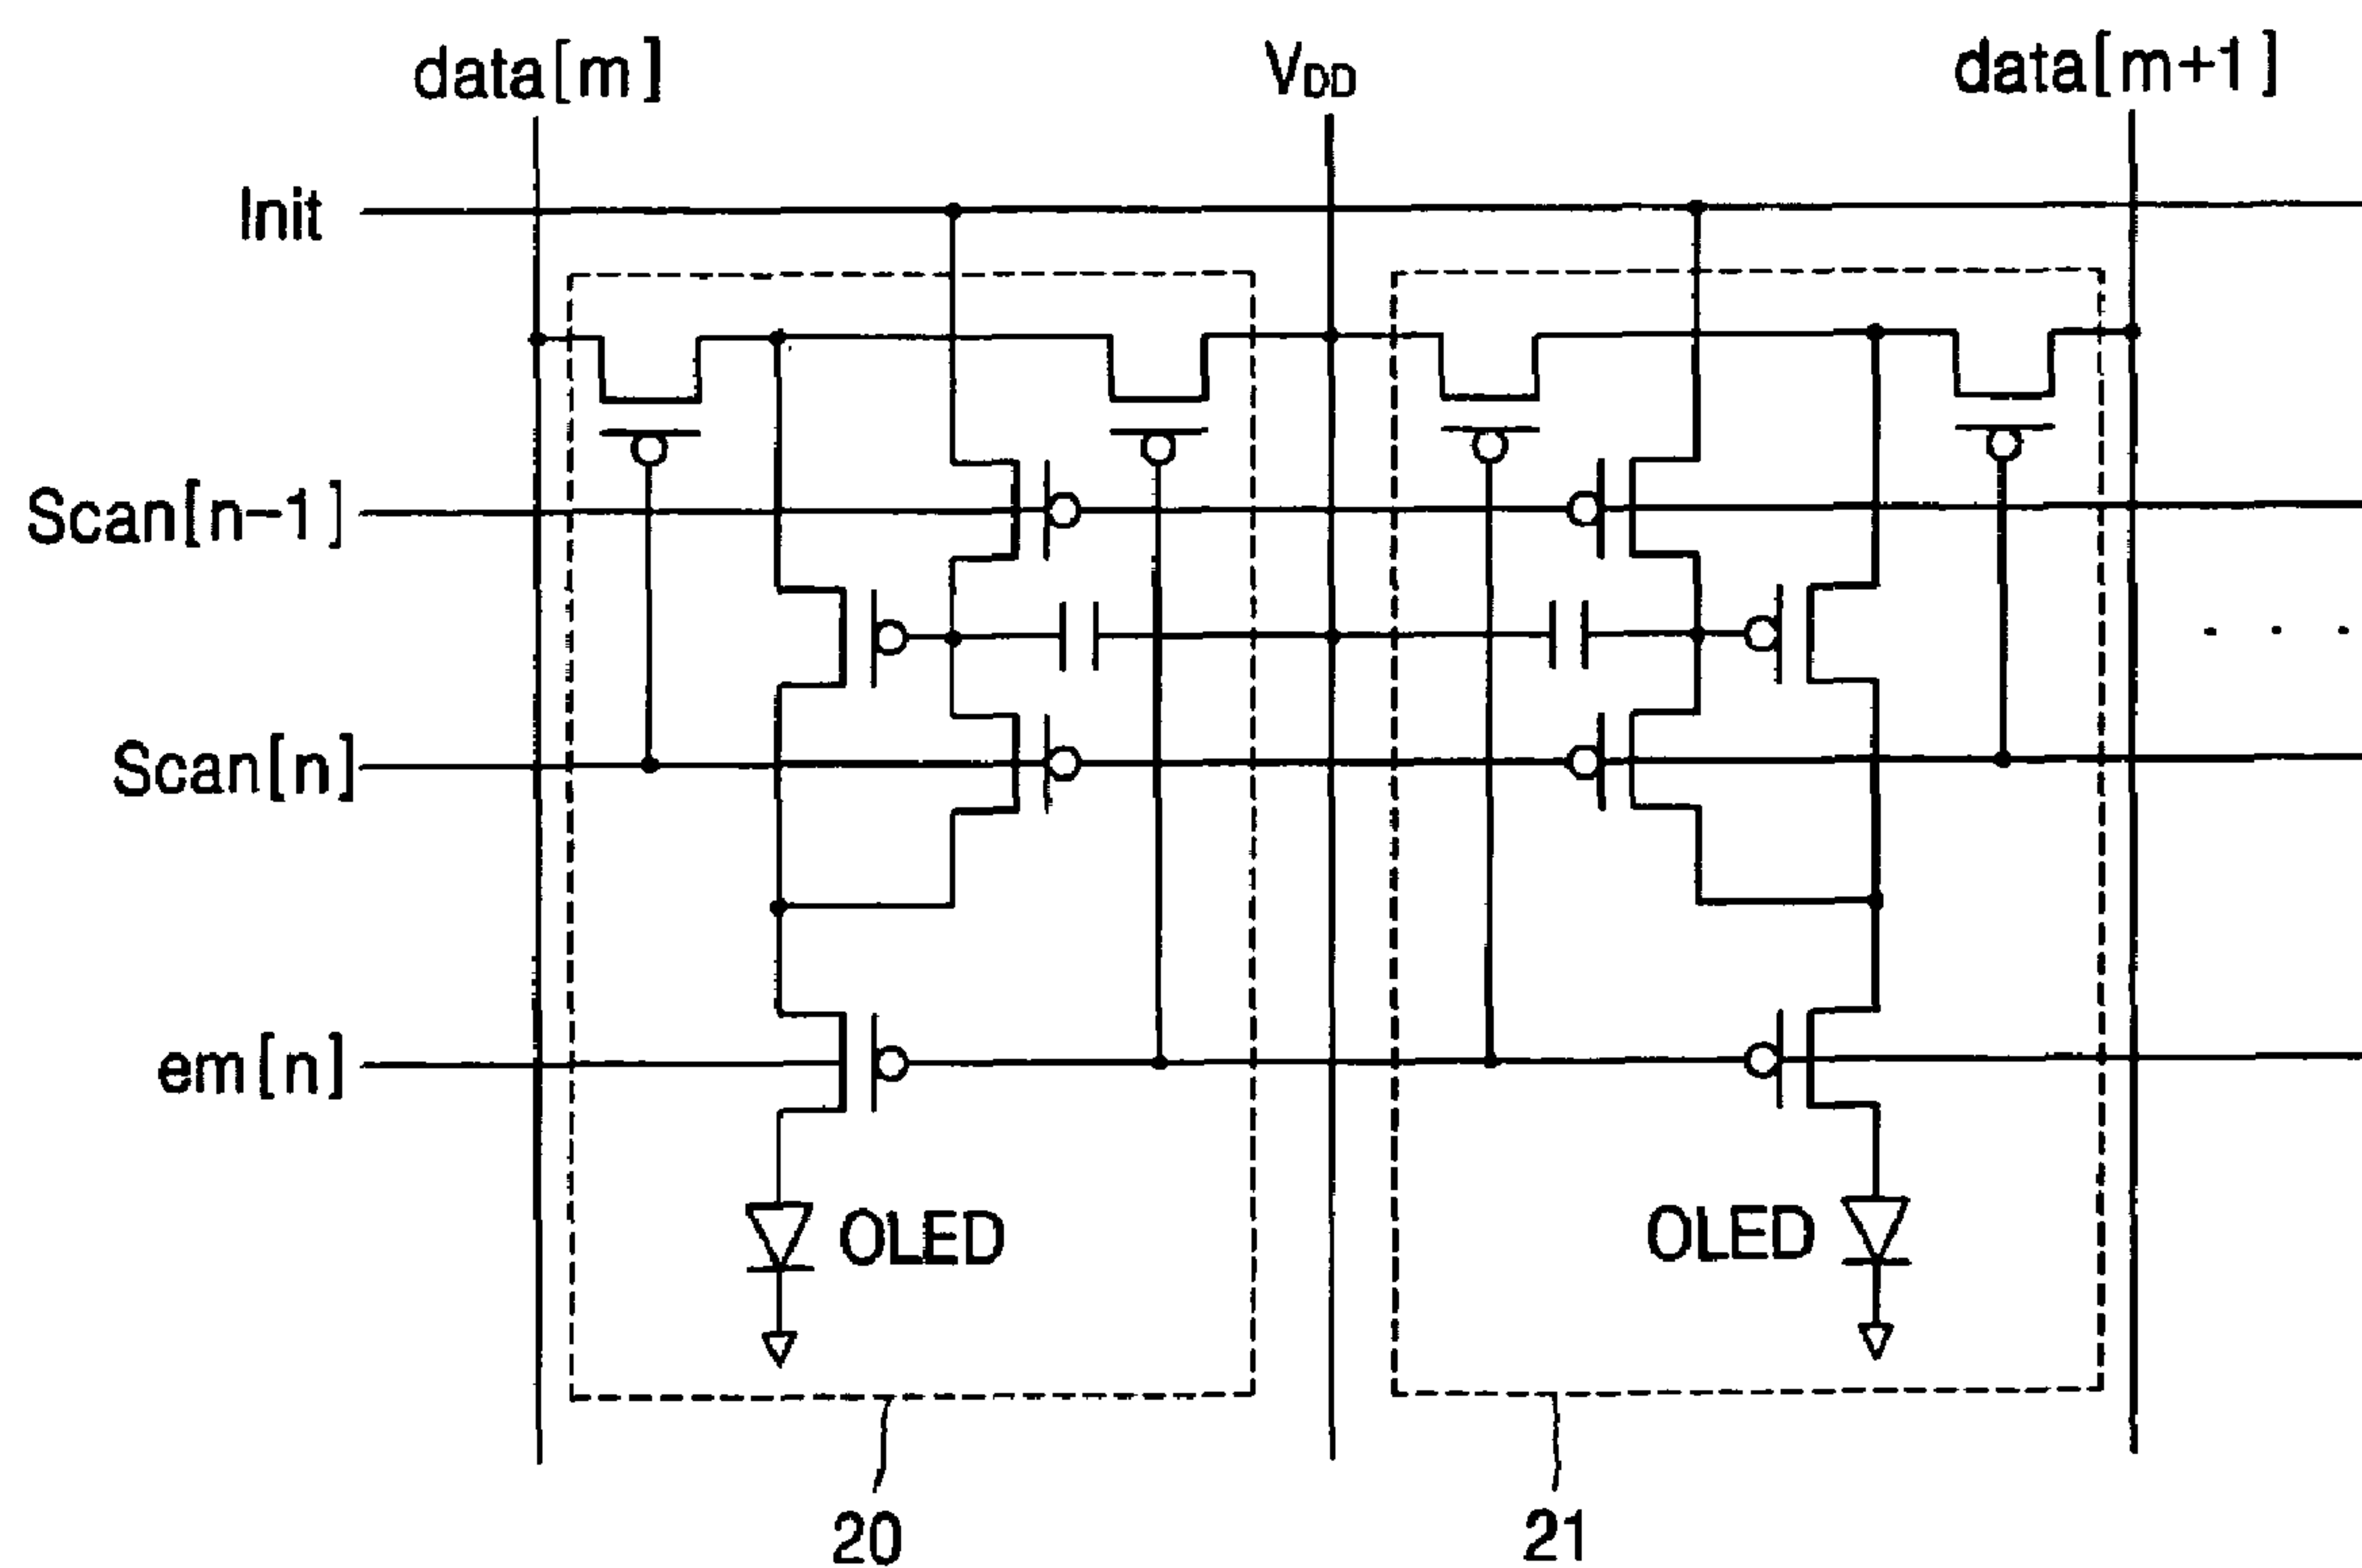 data[m]
VDD
data[m+1]
Init
Scan[n-1]
Scan[n]
em[n]
OLED
OLED
20
21